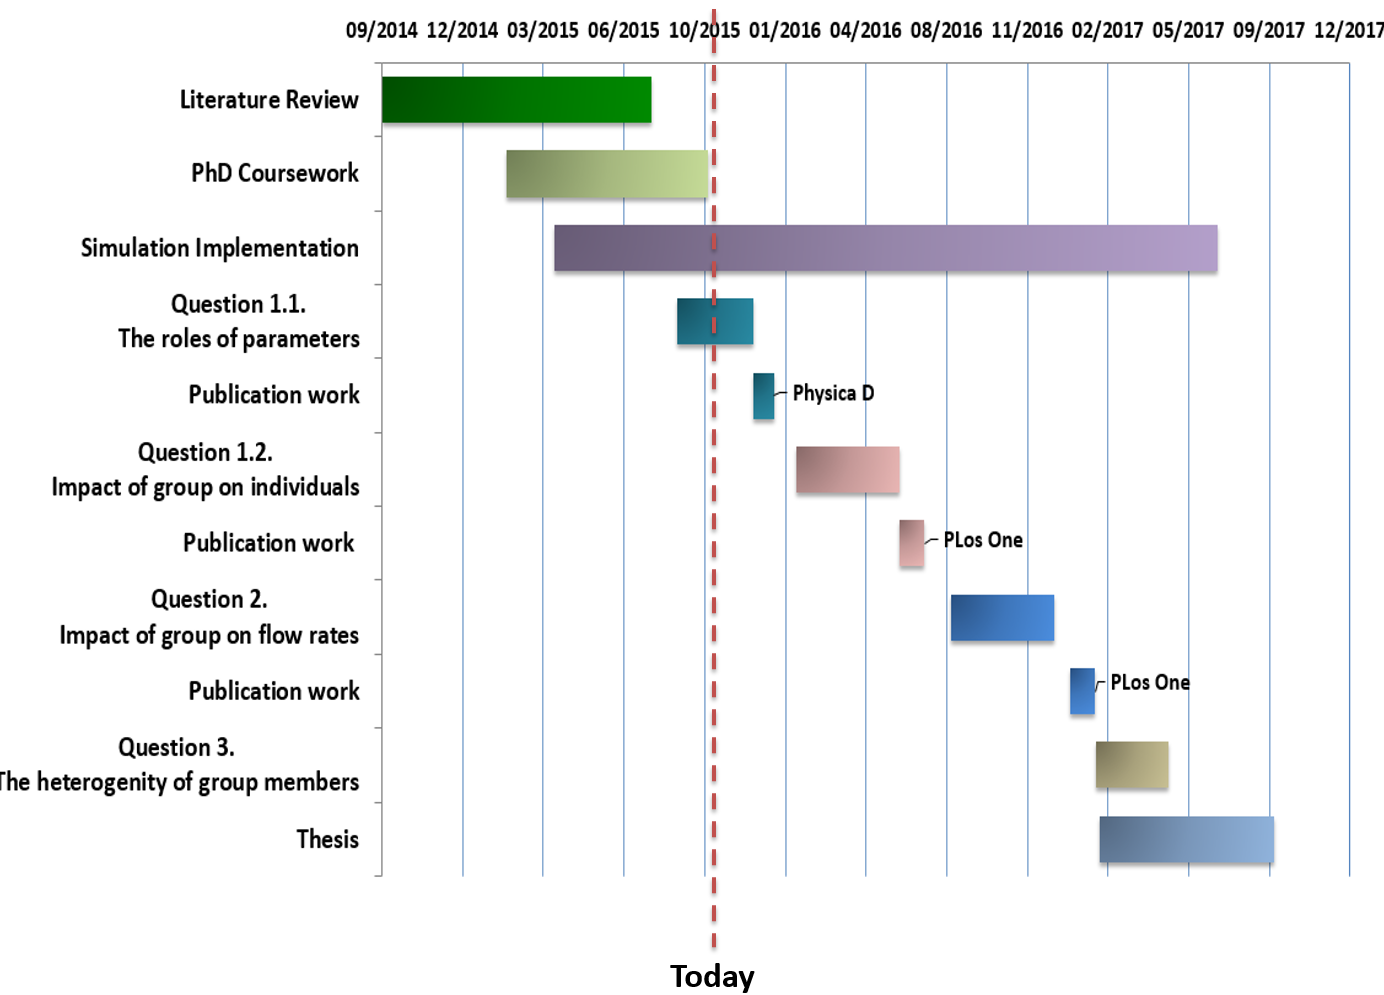 09/2014 12/2014 03/2015 06/2015 10/2015 01/2016 04/2016 08/2016 11/2016 02/2017 05/2017 09/2017 12/2017
Literature Review
PhD Coursework
Simulation Implementation
Question 1.1.
The roles of parameters
Publication work
Physica D
Question 1.2.
Impact of group on individuals
Publication work
PLos One
Question 2.
Impact of group on flow rates
Publication work
PLos One
Question 3.
The heterogenity of group members
Thesis
Today